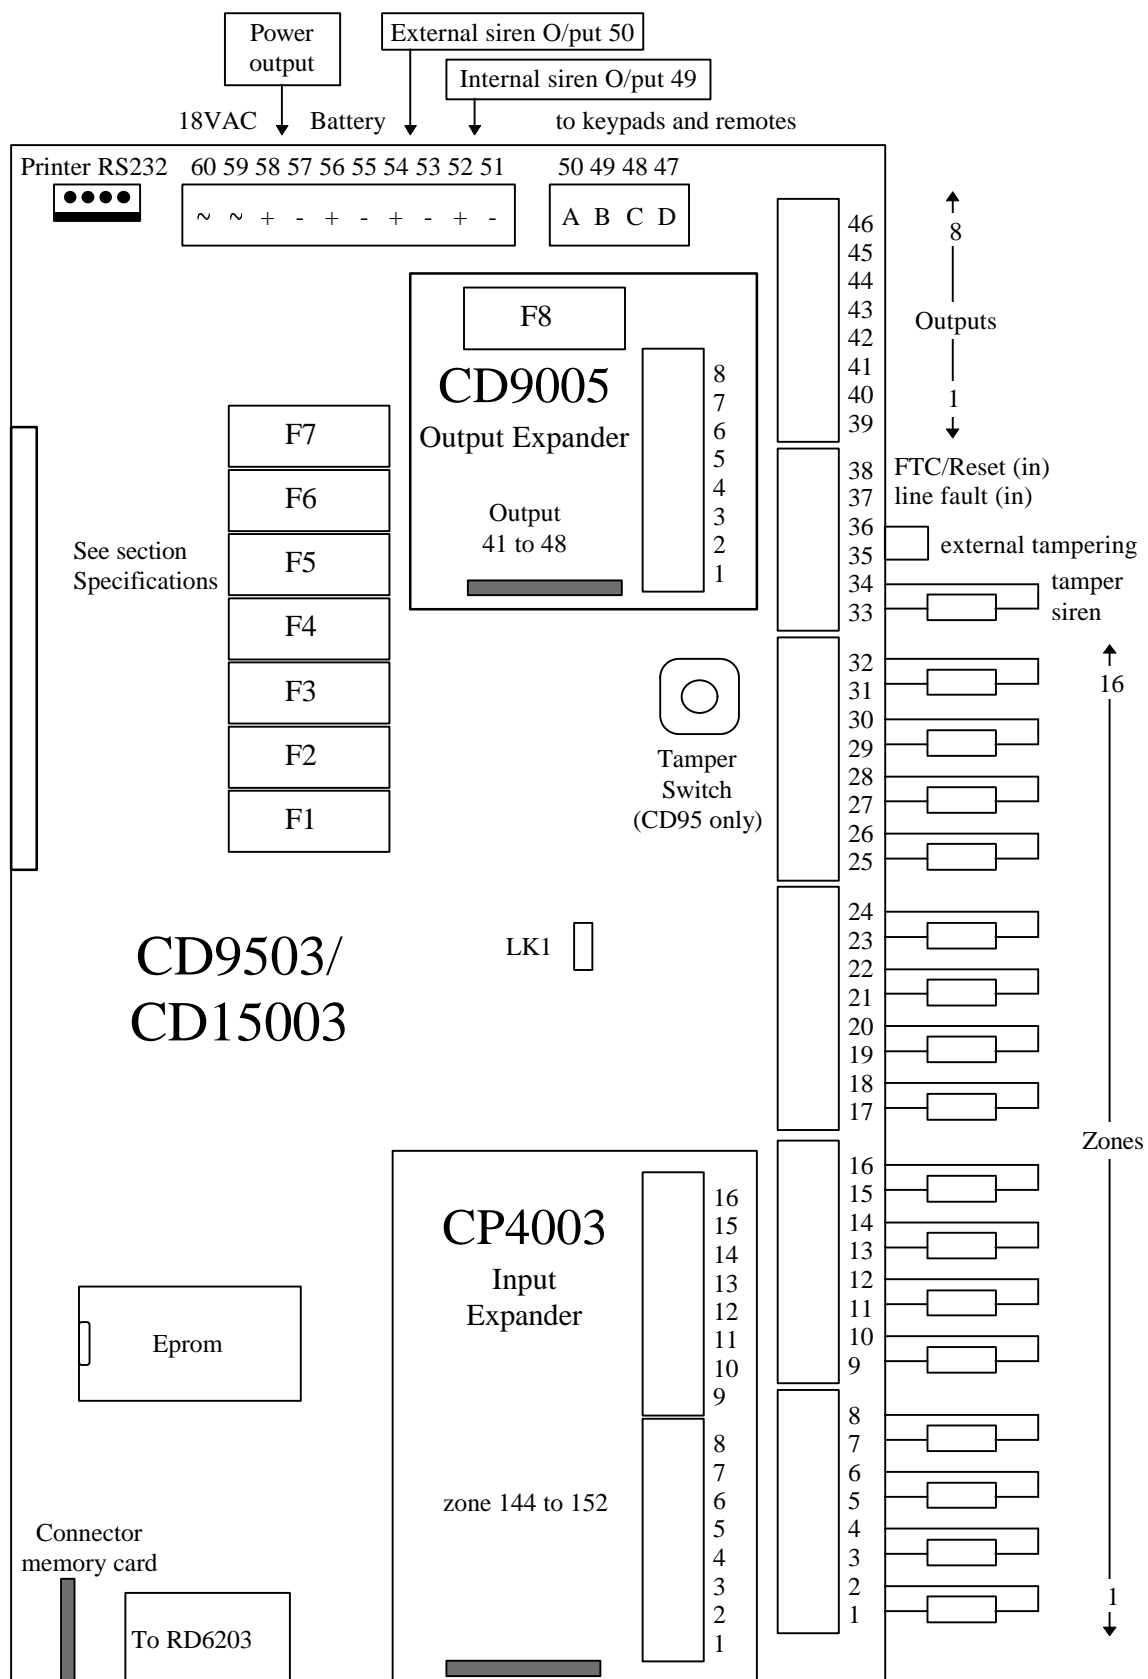 Power
output
External siren O/put 50
Internal siren O/put 49
18VAC Battery to keypads and remotes
Printer RS232
60 59 58 57 56 55 54 53 52 51
50 49 48 47
~ ~ + - + - + - + -
A B C D
46
45
44
43
42
41
40
39
8
Outputs
1
F8
CD9005
Output Expander
Output
41 to 48
8
7
6
5
4
3
2
1
F7
F6
F5
F4
F3
F2
F1
See section
Specifications
38
37
36
35
34
33
FTC/Reset (in)
line fault (in)
external tampering
tamper
siren
Tamper
Switch
(CD95 only)
32
31
30
29
28
27
26
25
16
CD9503/
CD15003
LK1
24
23
22
21
20
19
18
17
Zones
CP4003
Input
Expander
16
15
14
13
12
11
10
9
8
7
6
5
4
3
2
1
zone 144 to 152
16
15
14
13
12
11
10
9
8
7
6
5
4
3
2
1
1
Eprom
Connector
memory card
To RD6203